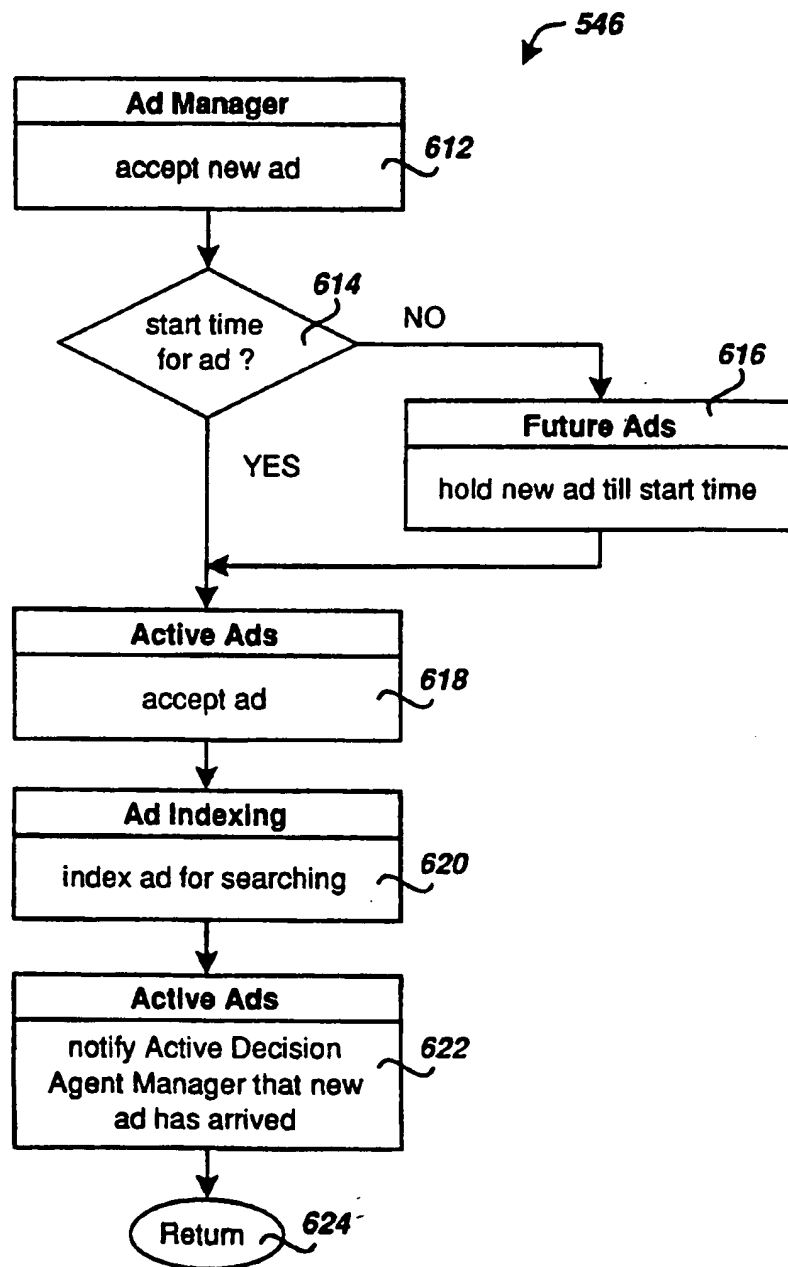 546
Ad Manager
accept new ad
612
start time
for ad ?
614
NO
YES
616
Future Ads
hold new ad till start time
Active Ads
accept ad
618
Ad Indexing
index ad for searching
620
Active Ads
notify Active Decision
Agent Manager that new
ad has arrived
622
Return
624